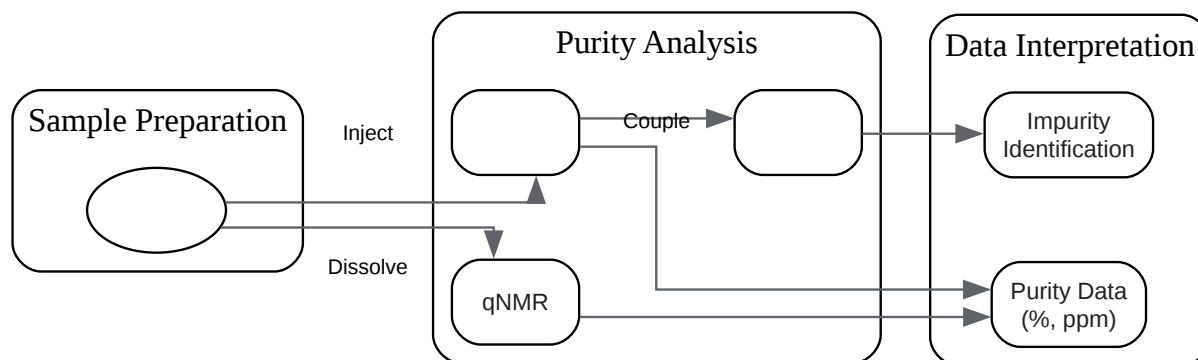 Purity Analysis
Data Interpretation
Sample Preparation
Inject
Couple
Impurity
Identification
Dissolve
qNMR
Purity Data
(%, ppm)